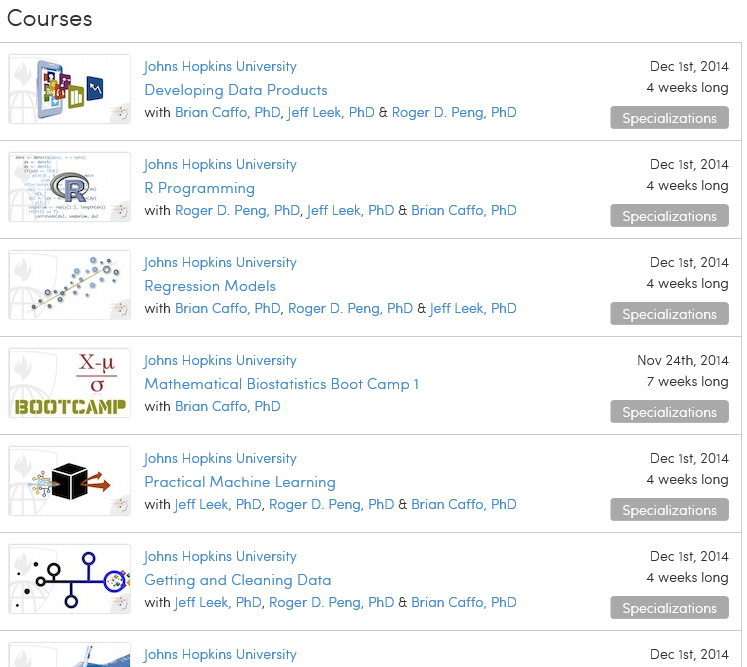 Courses
Johns Hopkins University
Dec 1st, 2014
Developing Data Products
4 weeks long
with Brian Caffo, PhD, Jeff Leek, PhD & Roger D. Peng, PhD
Specializations
Johns Hopkins University
Dec 1st, 2014
R Programming
4 weeks long
with Roger D. Peng, PhD, Jeff Leek, PhD & Brian Caffo, PhD
Specializations
R
Johns Hopkins University
Dec 1st, 2014
Regression Models
4 weeks long
with Brian Caffo, PhD, Roger D. Peng, PhD & Jeff Leek, PhD
Specializations
X-μ
σ
BOOTCAMP
Johns Hopkins University
Nov 24th, 2014
Mathematical Biostatistics Boot Camp 1
7 weeks long
with Brian Caffo, PhD
Specializations
Johns Hopkins University
Dec 1st, 2014
Practical Machine Learning
4 weeks long
with Jeff Leek, PhD, Roger D. Peng, PhD & Brian Caffo, PhD
Specializations
Johns Hopkins University
Dec 1st, 2014
Getting and Cleaning Data
4 weeks long
with Jeff Leek, PhD, Roger D. Peng, PhD & Brian Caffo, PhD
Specializations
Johns Hopkins University
Dec 1st, 2014